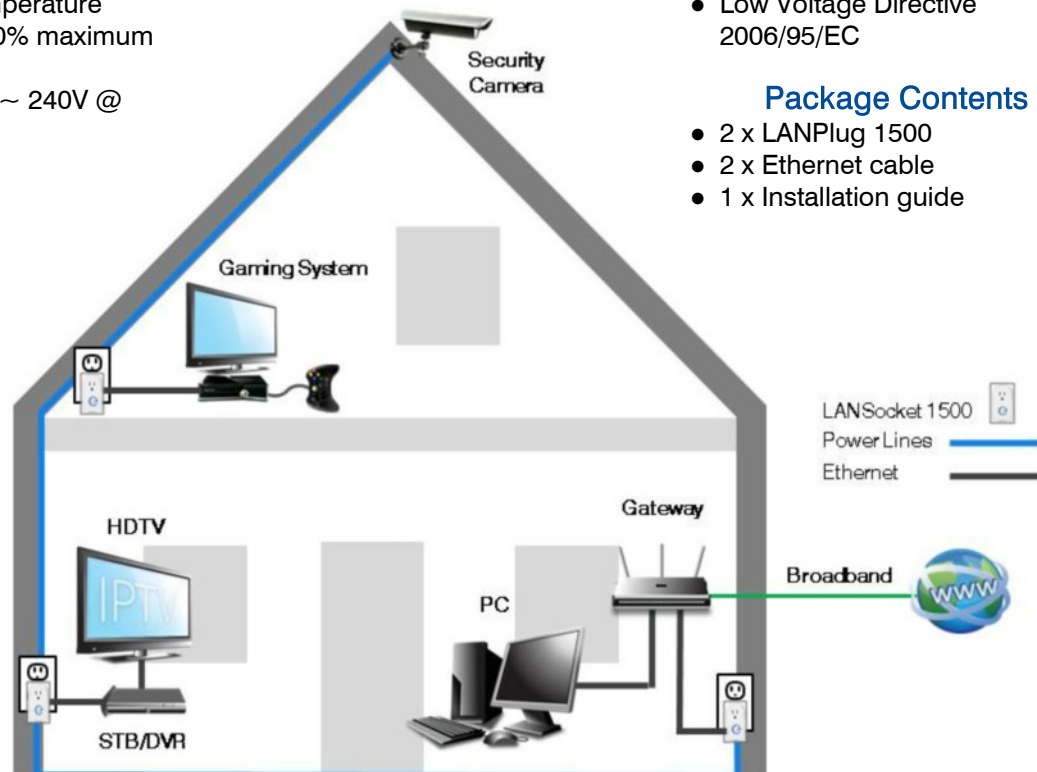 perature
0% maximum
~ 240V @
● Low Voltage Directive
2006/95/EC
Package Contents
● 2 x LANPlug 1500
● 2 x Ethernet cable
● 1 x Installation guide
Security
Camera
Gaming System
LANSocket 1500
Power Lines
Ethernet
HDTV
IPTV
STB/DVR
PC
Gateway
Broadband
WWW